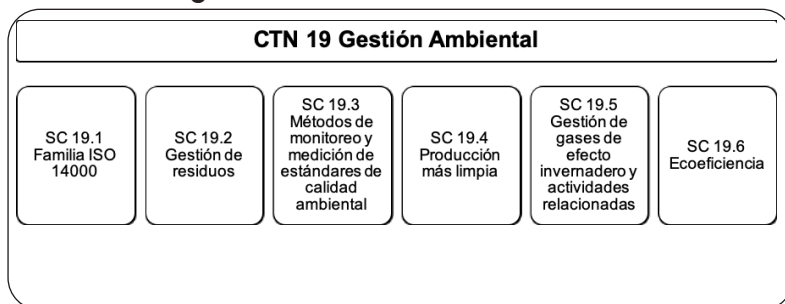 CTN 19 Gestión Ambiental
SC 19.1
Familia ISO
14000
SC 19.2
Gestión de
residuos
SC 19.3
Métodos de
monitoreo y
medición de
estándares de
calidad
ambiental
SC 19.4
Producción
más limpia
SC 19.5
Gestión de
gases de
efecto
invernadero y
actividades
relacionadas
SC 19.6
Ecoeficiencia